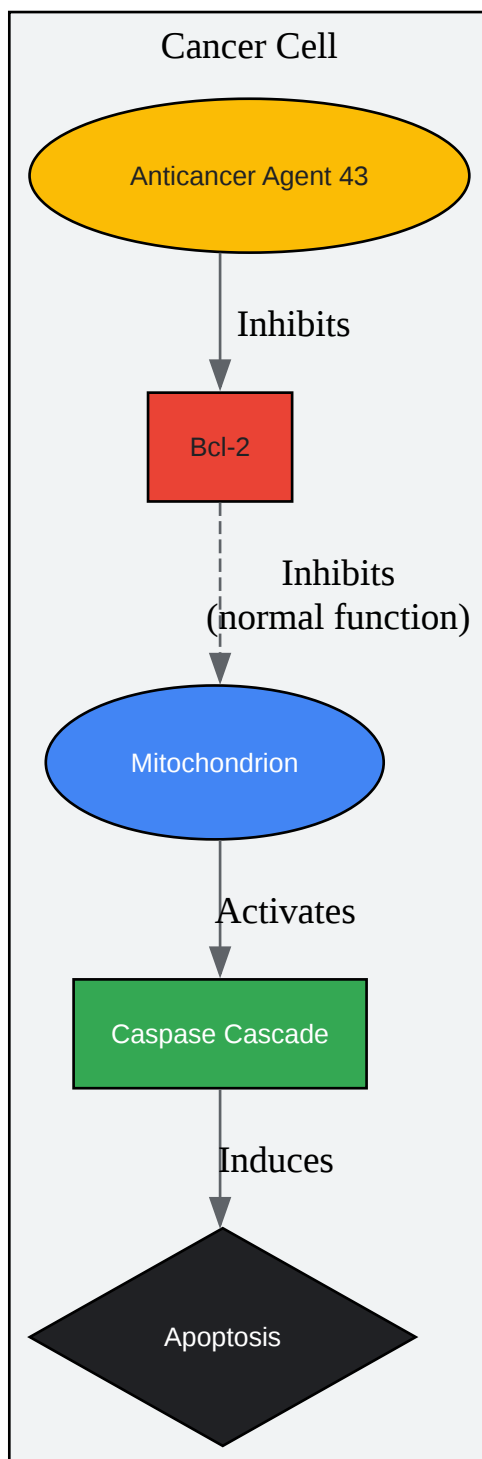 Cancer Cell
Anticancer Agent 43
Inhibits
Bcl-2
Inhibits
(normal function)
Mitochondrion
Activates
Caspase Cascade
Induces
Apoptosis